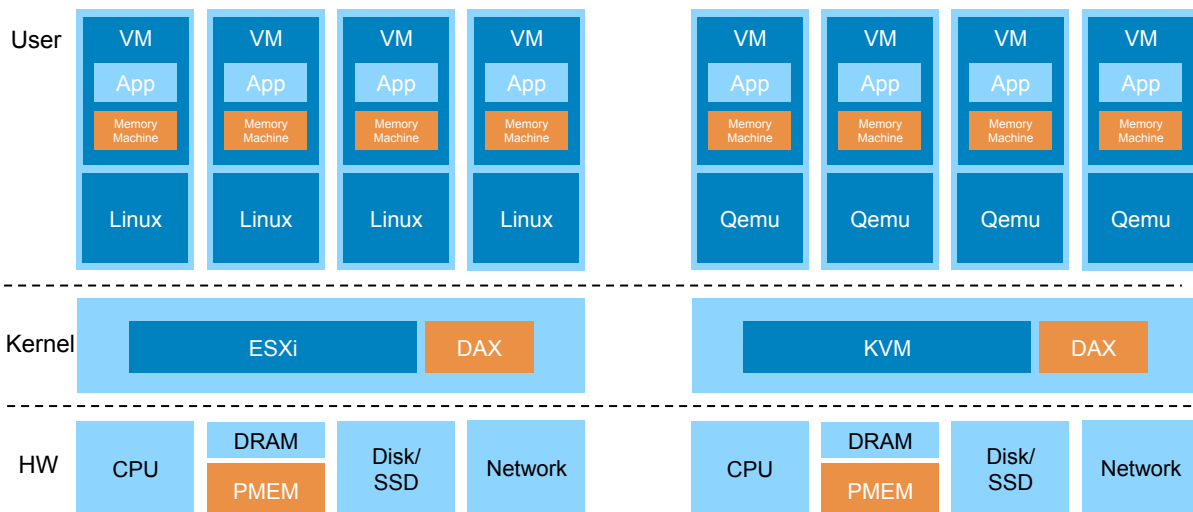 User
VM VM VM VM VM VM VM VM
App App App App App App App App
Memory Memory Memory Memory Memory Memory Memory Memory
Machine Machine Machine Machine Machine Machine Machine Machine
Linux Linux Linux Linux Qemu Qemu Qemu Qemu
Kernel ESXi DAX KVM DAX
HW
CPU
DRAM
PMEM
Disk/
SSD
Network
CPU
DRAM
PMEM
Disk/
SSD
Network